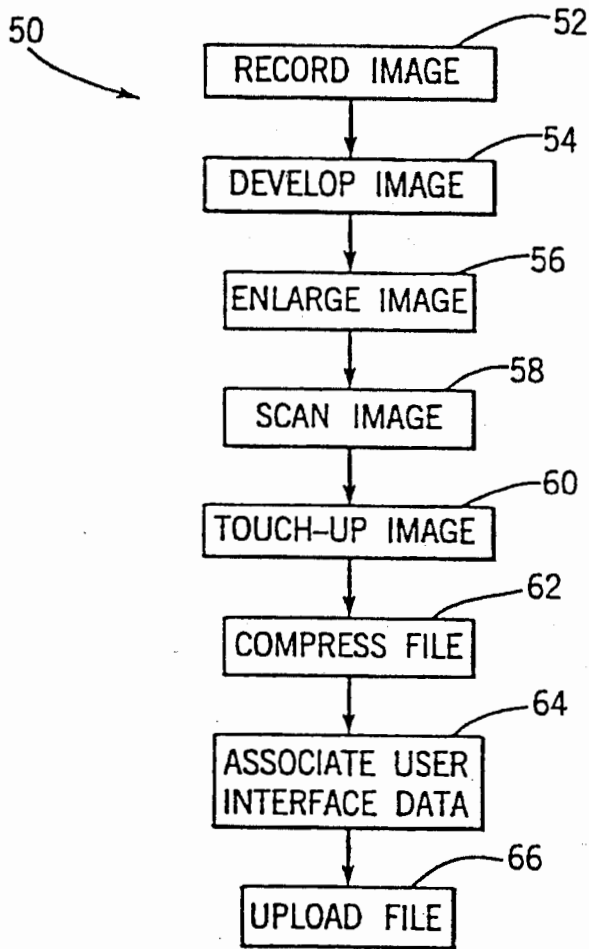 50
52
RECORD IMAGE
54
DEVELOP IMAGE
56
ENLARGE IMAGE
58
SCAN IMAGE
60
TOUCH-UP IMAGE
62
COMPRESS FILE
64
ASSOCIATE USER
INTERFACE DATA
66
UPLOAD FILE